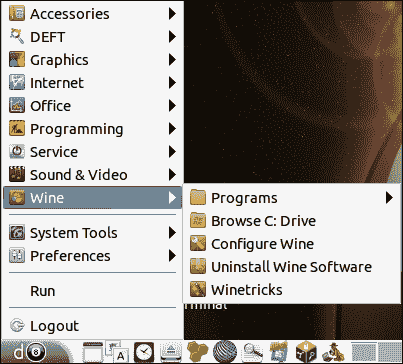 Accessories
DEFT
Graphics
Internet
Office
Programming
Service
Sound & Video
Wine
System Tools
Preferences
Run
Logout
Programs
Browse C: Drive
Configure Wine
Uninstall Wine Software
Winetricks